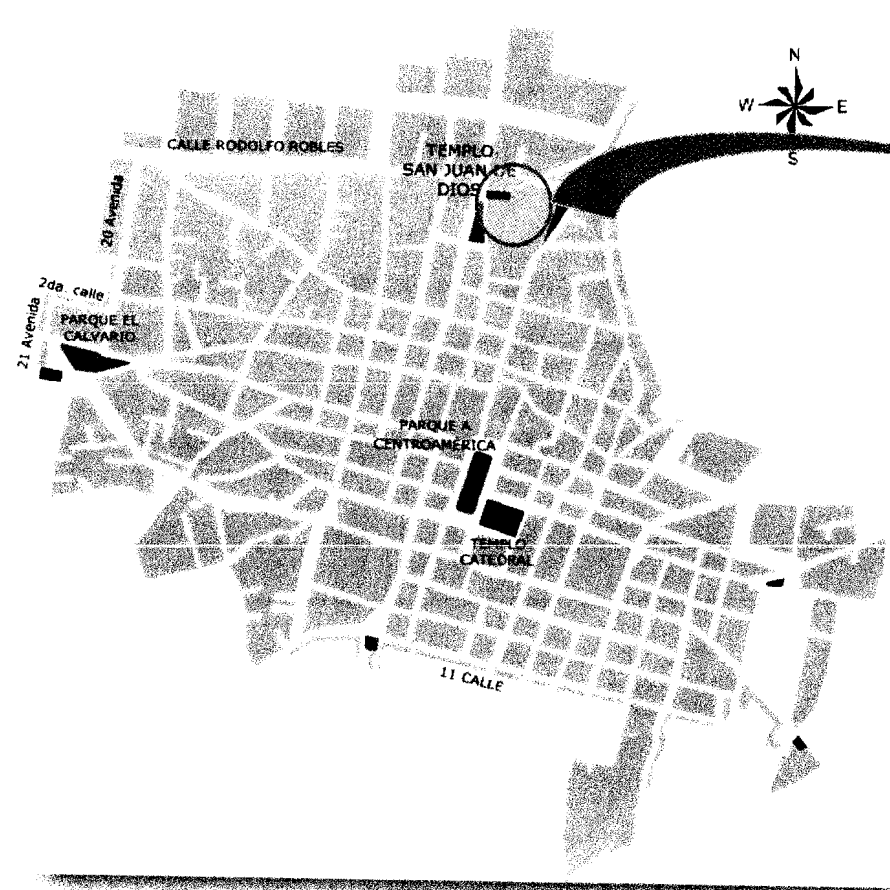 N
W E
S
CALLE RODOLFO ROBLES
TEMPLO
SAN JUAN DE
DIOS
20 Avenida
2da. calle
21 Avenida
PARQUE EL
CALVARIO
PARQUE A
CENTROAMÉRICA
TEMPLO
CATEDRAL
11 CALLE